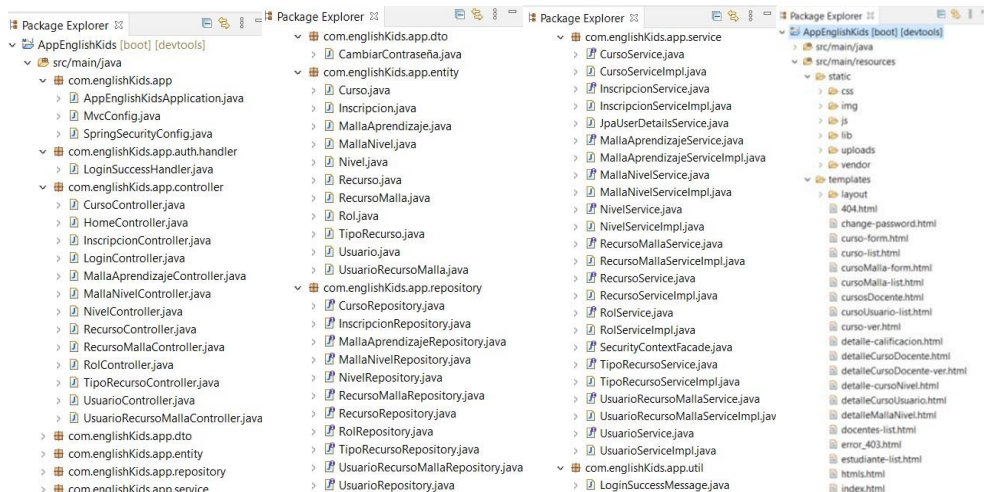 Package Explorer
AppEnglishKids [boot] [devtools]
src/main/java
com.englishKids.app
AppEnglishKidsApplication.java
MvcConfig.java
SpringSecurityConfig.java
com.englishKids.app.auth.handler
LoginSuccessHandler.java
com.englishKids.app.controller
CursoController.java
HomeController.java
InscripcionController.java
LoginController.java
MallaAprendizajeController.java
MallaNivelController.java
NivelController.java
RecursoController.java
RecursoMallaController.java
RolController.java
TipoRecursoController.java
UsuarioController.java
UsuarioRecursoMallaController.java
com.englishKids.app.dto
com.englishKids.app.entity
com.englishKids.app.repository
com.englishKids.app.service
Package Explorer
com.englishKids.app.dto
CambiarContraseña.java
com.englishKids.app.entity
Curso.java
Inscripcion.java
MallaAprendizaje.java
MallaNivel.java
Nivel.java
Recurso.java
RecursoMalla.java
Rol.java
TipoRecurso.java
Usuario.java
UsuarioRecursoMalla.java
com.englishKids.app.repository
CursoRepository.java
InscripcionRepository.java
MallaAprendizajeRepository.java
MallaNivelRepository.java
NivelRepository.java
RecursoMallaRepository.java
RecursoRepository.java
RolRepository.java
TipoRecursoRepository.java
UsuarioRecursoMallaRepository.java
UsuarioRepository.java
Package Explorer
com.englishKids.app.service
CursoService.java
CursoServiceImpl.java
InscripcionService.java
InscripcionServiceImpl.java
JpaUserDetailsService.java
MallaAprendizajeService.java
MallaAprendizajeServiceImpl.java
MallaNivelService.java
MallaNivelServiceImpl.java
NivelService.java
NivelServiceImpl.java
RecursoMallaService.java
RecursoMallaServiceImpl.java
RecursoService.java
RecursoServiceImpl.java
RolService.java
RolServiceImpl.java
SecurityContextFacade.java
TipoRecursoService.java
TipoRecursoServiceImpl.java
UsuarioRecursoMallaService.java
UsuarioRecursoMallaServiceImpl.jav
UsuarioService.java
UsuarioServiceImpl.java
com.englishKids.app.util
LoginSuccessMessage.java
Package Explorer
AppEnglishKids [boot] [devtools]
src/main/java
src/main/resources
static
css
img
js
lib
uploads
vendor
templates
layout
404.html
change-password.html
curso-form.html
curso-list.html
cursoMalla-form.html
cursoMalla-list.html
cursosDocente.html
cursoUsuario-list.html
curso-ver.html
detalle-calificacion.html
detalleCursoDocente.html
detalleCursoDocente-ver.html
detalle-cursoNivel.html
detalleCursoUsuario.html
detalleMallaNivel.html
docentes-list.html
error_403.html
estudiante-list.html
htmls.html
index.html